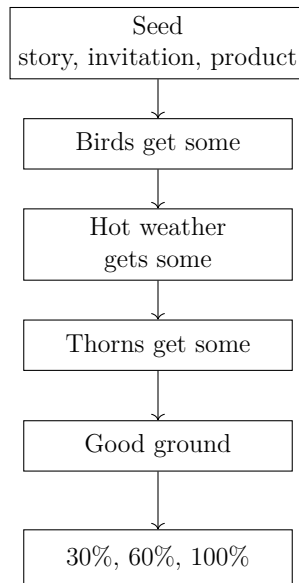 Seed
story, invitation, product
Birds get some
Hot weather
gets some
Thorns get some
Good ground
30%, 60%, 100%